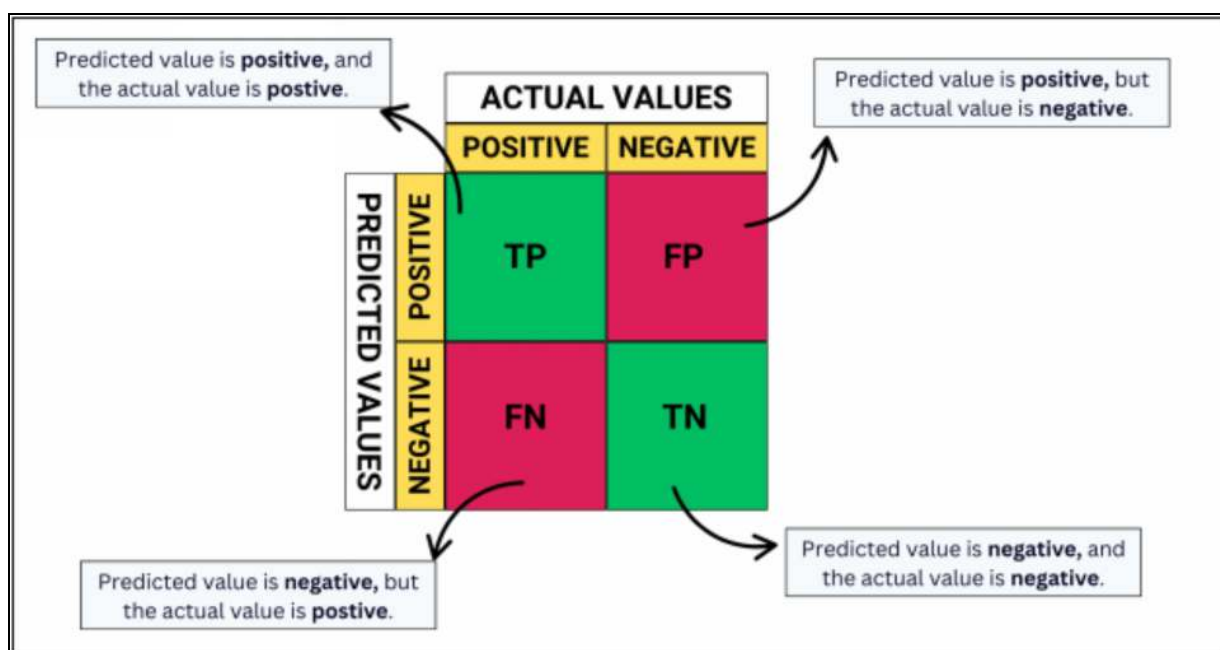 Predicted value is positive, and
the actual value is postive.
Predicted value is positive, but
the actual value is negative.
ACTUAL VALUES
POSITIVE NEGATIVE
PREDICTED VALUES
POSITIVE
TP FP
NEGATIVE
FN TN
Predicted value is negative, but
the actual value is postive.
Predicted value is negative, and
the actual value is negative.